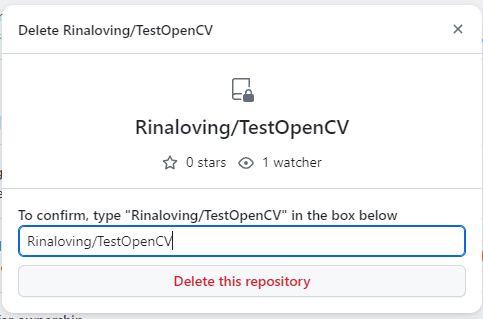 Delete Rinaloving/TestOpenCV
Rinaloving/TestOpenCV
0 stars 1 watcher
To confirm, type "Rinaloving/TestOpenCV" in the box below
Rinaloving/TestOpenCV
Delete this repository
ownership